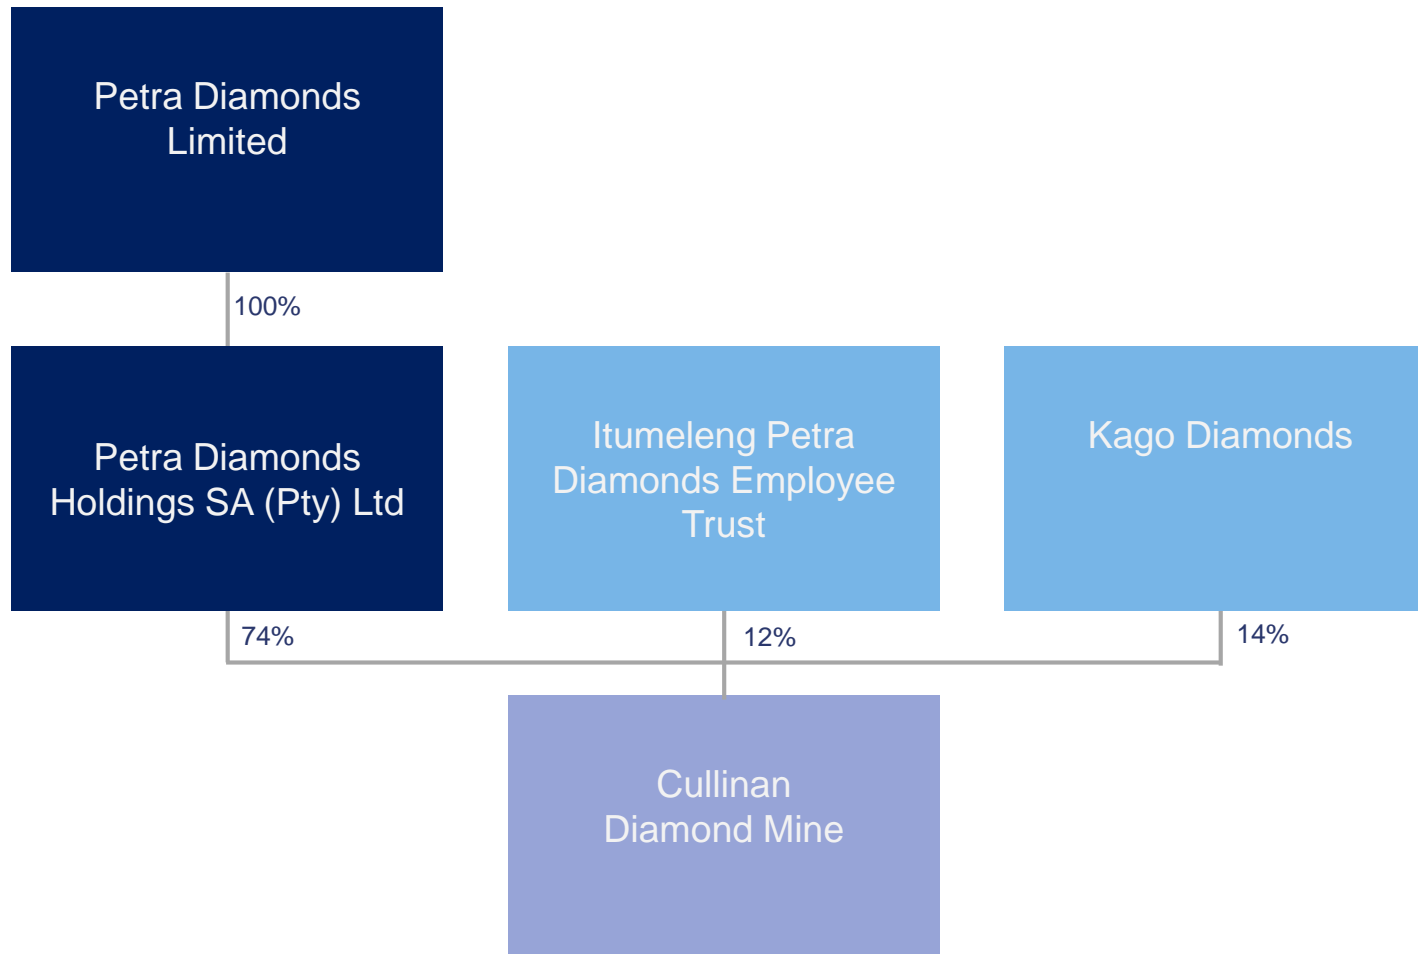 Petra Diamonds
Limited
100%
Petra Diamonds
Holdings SA (Pty) Ltd
Itumeleng Petra
Diamonds Employee
Trust
Kago Diamonds
74%
12%
14%
Cullinan
Diamond Mine